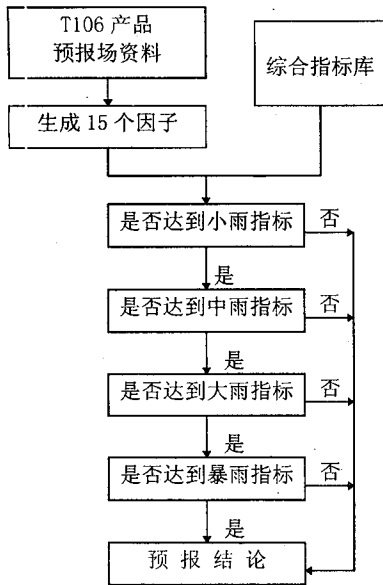 T106 产品
预报场资料
综合指标库
生成 15 个因子
是否达到小雨指标
否
是
是否达到中雨指标
否
是
是否达到大雨指标
否
是
是否达到暴雨指标
否
是
预 报 结 论